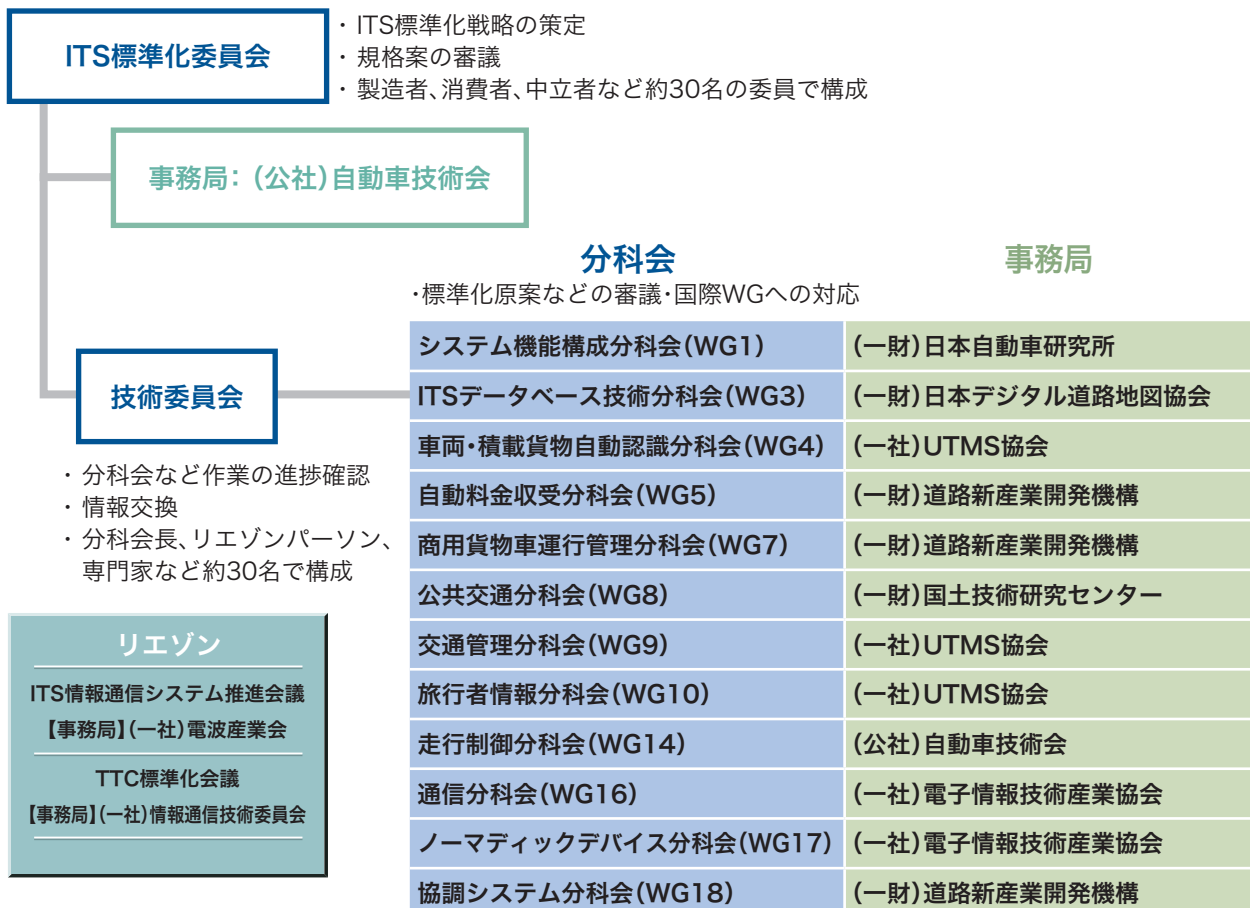 ITS標準化委員会
・ ITS標準化戦略の策定
・ 規格案の審議
・ 製造者、消費者、中立者など約30名の委員で構成
事務局：（公社）自動車技術会
分科会
事務局
・標準化原案などの審議・国際WGへの対応
システム機能構成分科会（WG1）
（一財）日本自動車研究所
ITSデータベース技術分科会（WG3）
（一財）日本デジタル道路地図協会
車両・積載貨物自動認識分科会（WG4）
（一社）UTMS協会
自動料金収受分科会（WG5）
（一財）道路新産業開発機構
商用貨物車運行管理分科会（WG7）
（一財）道路新産業開発機構
公共交通分科会（WG8）
（一財）国土技術研究センター
交通管理分科会（WG9）
（一社）UTMS協会
旅行者情報分科会（WG10）
（一社）UTMS協会
走行制御分科会（WG14）
（公社）自動車技術会
通信分科会（WG16）
（一社）電子情報技術産業協会
ノーマディックデバイス分科会（WG17）
（一社）電子情報技術産業協会
協調システム分科会（WG18）
（一財）道路新産業開発機構
技術委員会
・ 分科会など作業の進捗確認
・ 情報交換
・ 分科会長、リエゾンパーソン、
専門家など約30名で構成
リエゾン
ITS情報通信システム推進会議
【事務局】（一社）電波産業会
TTC標準化会議
【事務局】（一社）情報通信技術委員会